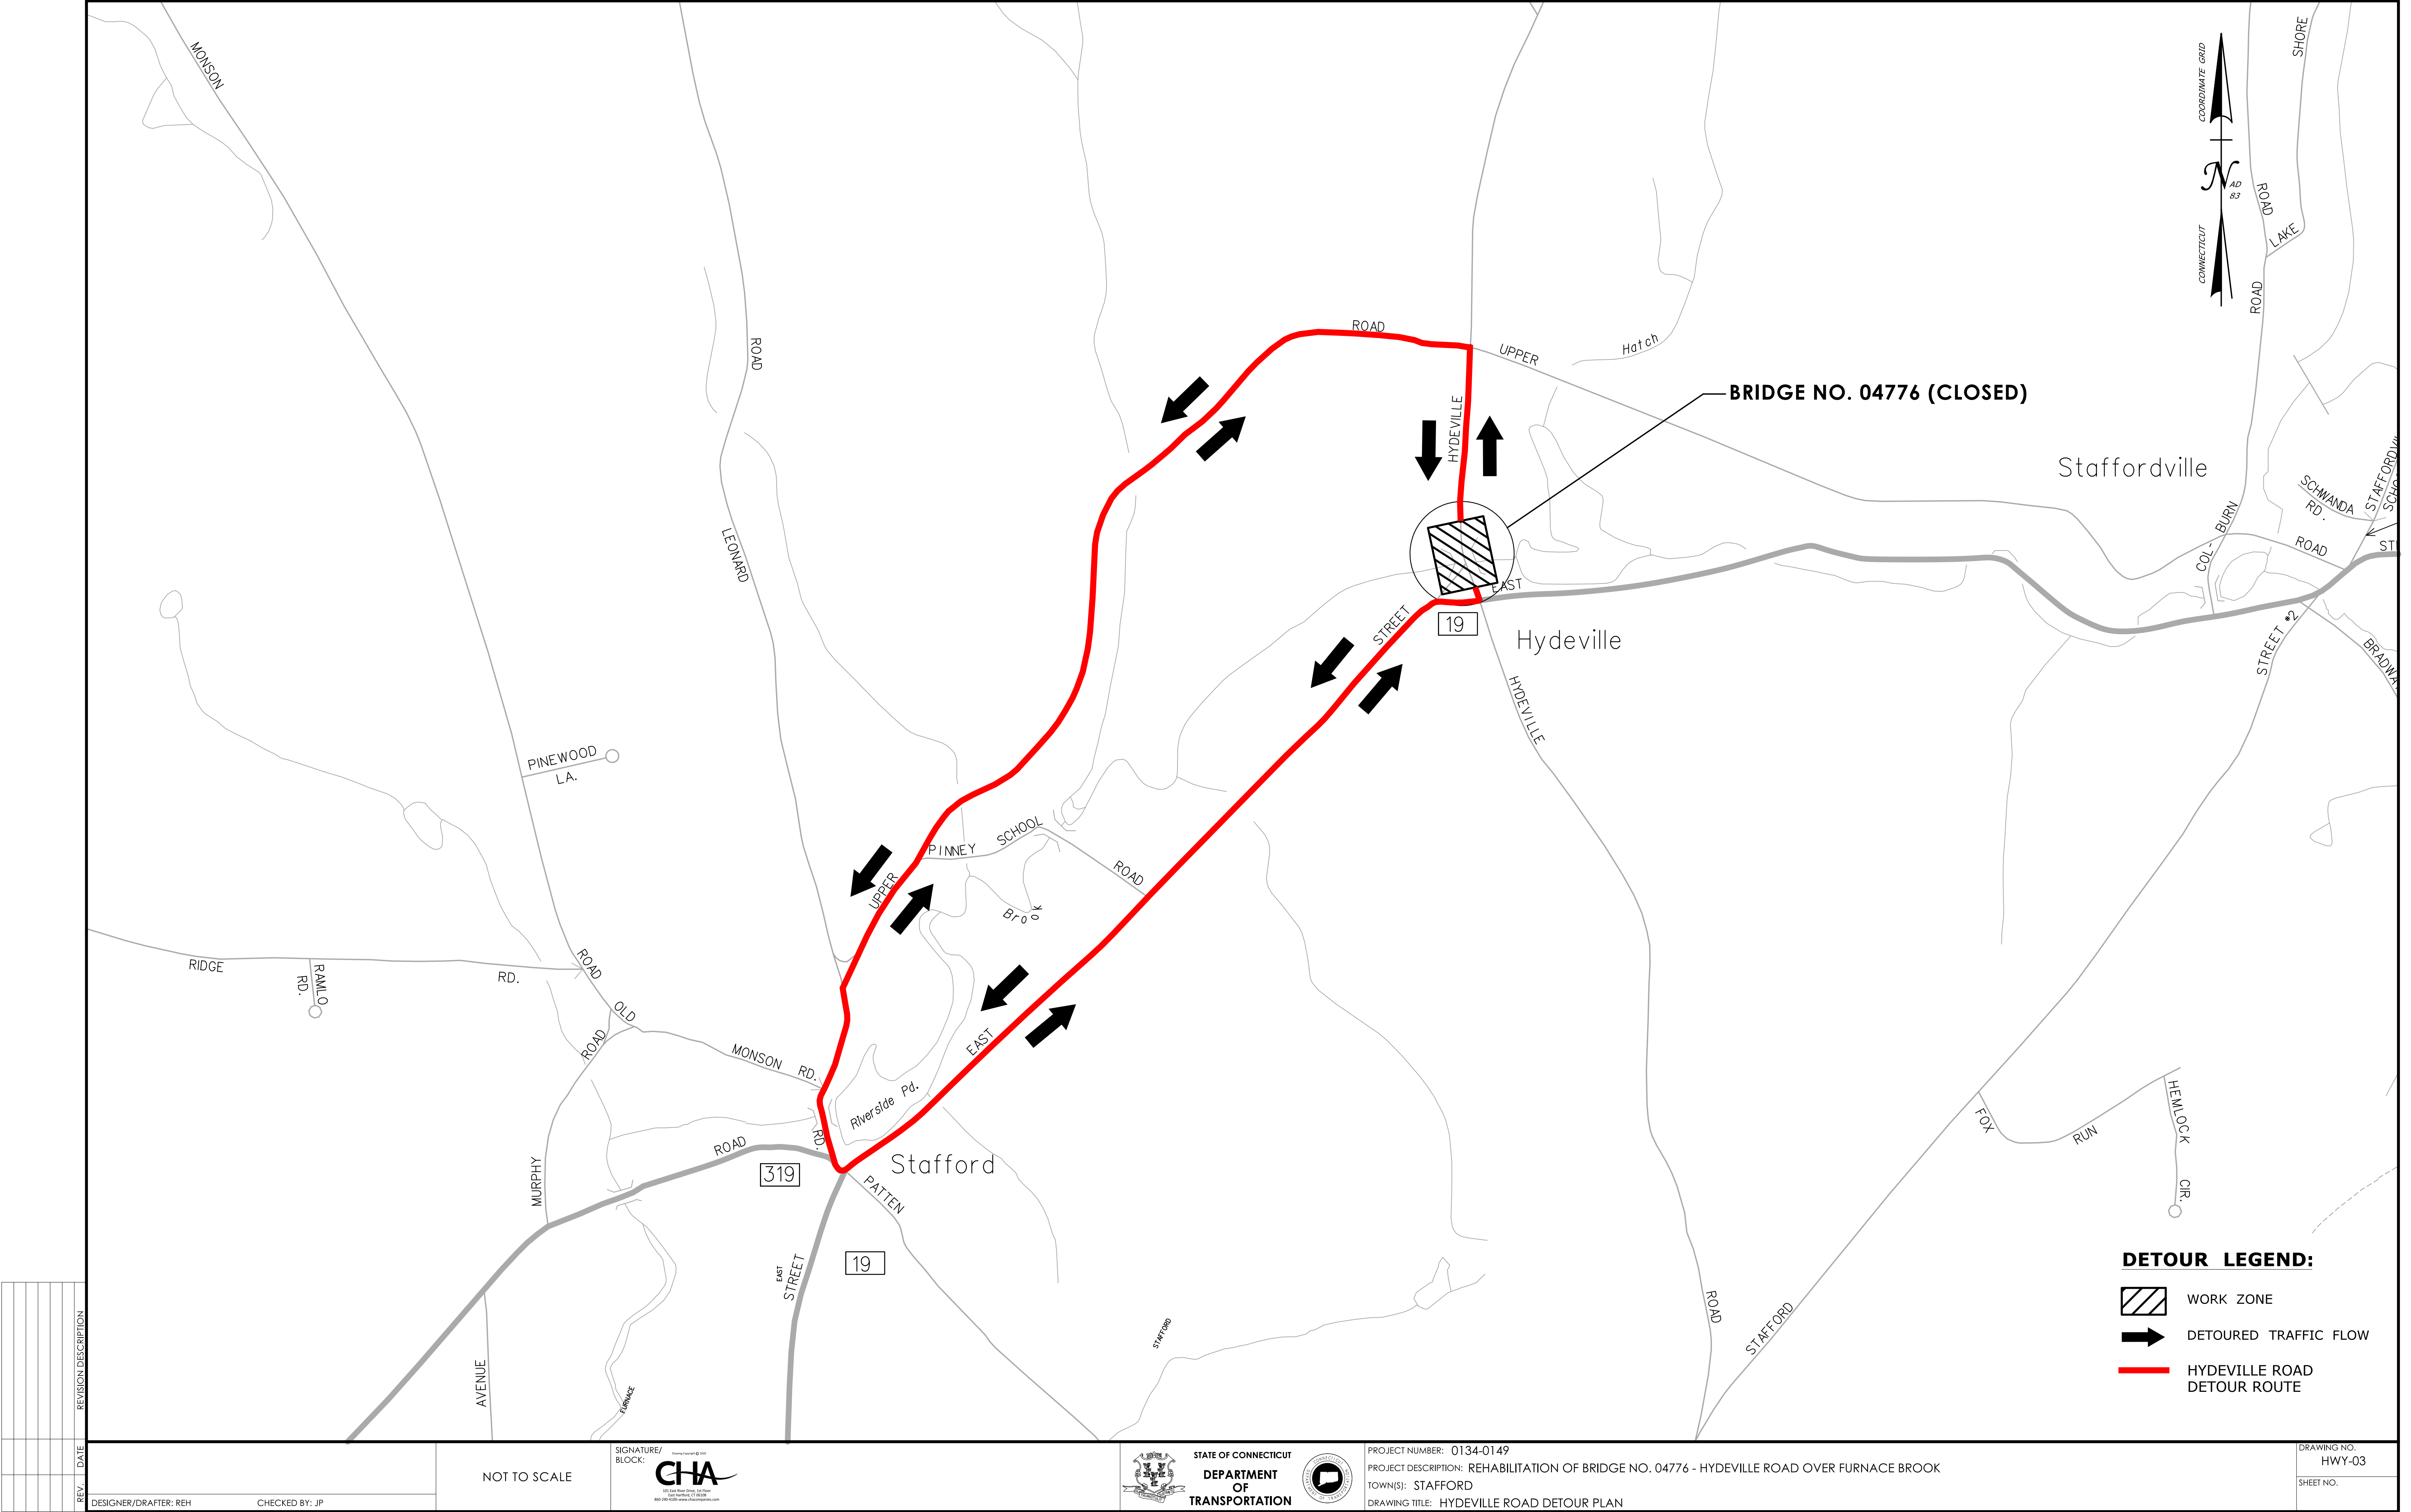 MONSON
SHORE
COORDINATE GRID
N
AD
83
CONNECTICUT
ROAD
LAKE
ROAD
ROAD
ROAD
UPPER
Hatch
HYDEVILLE
BRIDGE NO. 04776 (CLOSED)
Staffordville
SCHWANDA
RD.
COL-
BURN
ROAD
LEONARD
EAST
STREET
19
Hydeville
STREET #2
HYDEVILLE
PINEWOOD
LA.
PINNEY
SCHOOL
ROAD
UPPER
Brook
RIDGE
RAMLO
RD.
RD.
ROAD
OLD
ROAD
MONSON
RD.
EAST
Riverside Pd.
RD.
ROAD
319
Stafford
PATTEN
MURPHY
EAST
STREET
19
FOX
RUN
HEMLOCK
CIR.
ROAD
STAFFORD
STAFFORD
AVENUE
FURNACE
DETOUR LEGEND:
WORK ZONE
DETOURED TRAFFIC FLOW
HYDEVILLE ROAD
DETOUR ROUTE
REVISION DESCRIPTION
DATE
REV.
DESIGNER/DRAFTER: REH
CHECKED BY: JP
NOT TO SCALE
SIGNATURE/
BLOCK:
CHA
STATE OF CONNECTICUT
DEPARTMENT
OF
TRANSPORTATION
PROJECT NUMBER: 0134-0149
PROJECT DESCRIPTION: REHABILITATION OF BRIDGE NO. 04776 - HYDEVILLE ROAD OVER FURNACE BROOK
TOWN(S): STAFFORD
DRAWING TITLE: HYDEVILLE ROAD DETOUR PLAN
DRAWING NO.
HWY-03
SHEET NO.